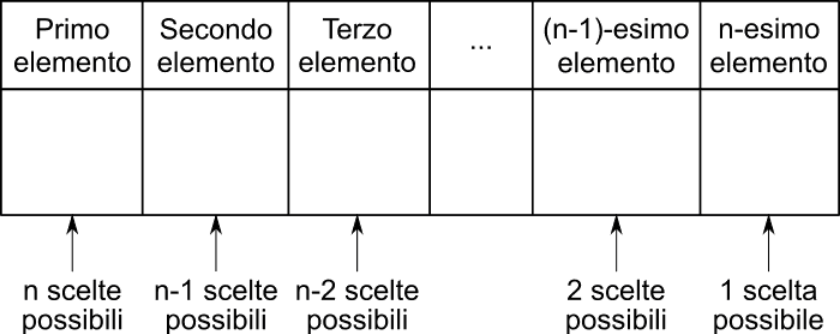 Primo
elemento
Secondo
elemento
Terzo
elemento
...
(n-1)-esimo
elemento
n-esimo
elemento
n scelte
possibili
n-1 scelte
possibili
n-2 scelte
possibili
2 scelte
possibili
1 scelta
possibile